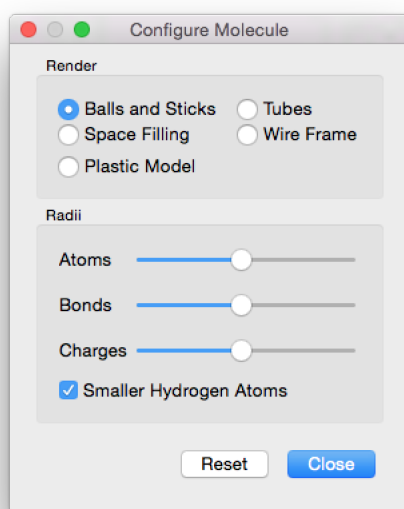 Configure Molecule
Render
Balls and Sticks Tubes
Space Filling Wire Frame
Plastic Model
Radii
Atoms
Bonds
Charges
Smaller Hydrogen Atoms
Reset Close